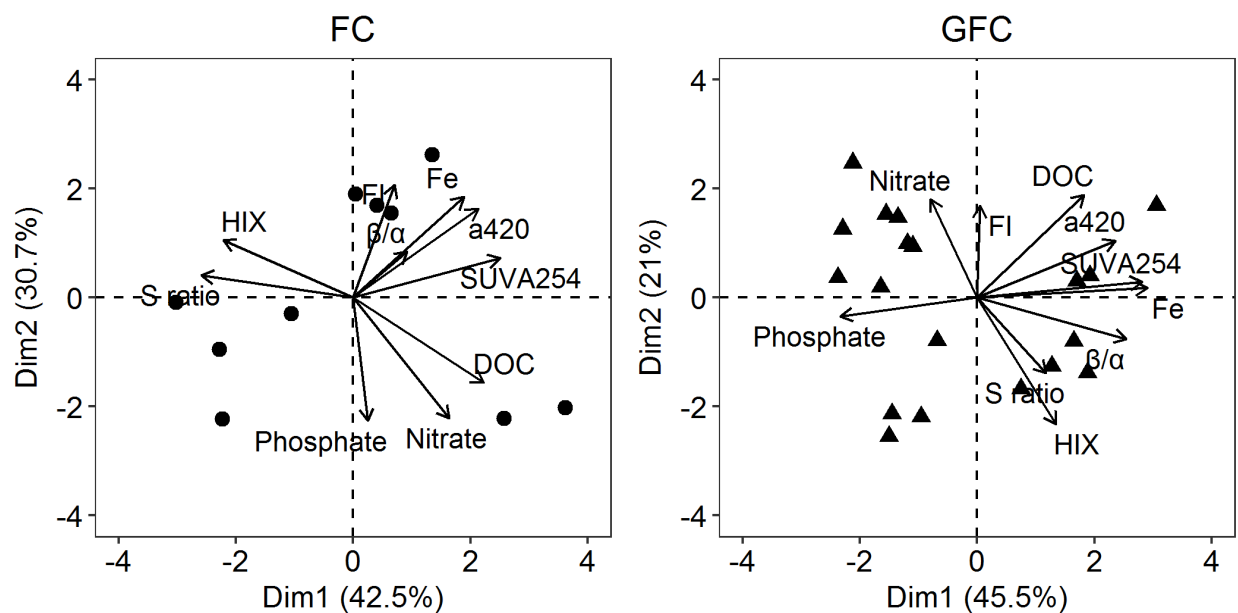 FC
GFC
4
2
0
-2
-4
Dim2 (30.7%)
FI
Fe
HIX
β/α
a420
SUVA254
S ratio
DOC
Phosphate
Nitrate
-4
-2
0
2
4
Dim1 (42.5%)
4
2
0
-2
-4
Dim2 (21%)
Nitrate
DOC
FI
a420
SUVA254
Fe
Phosphate
β/α
S ratio
HIX
-4
-2
0
2
4
Dim1 (45.5%)